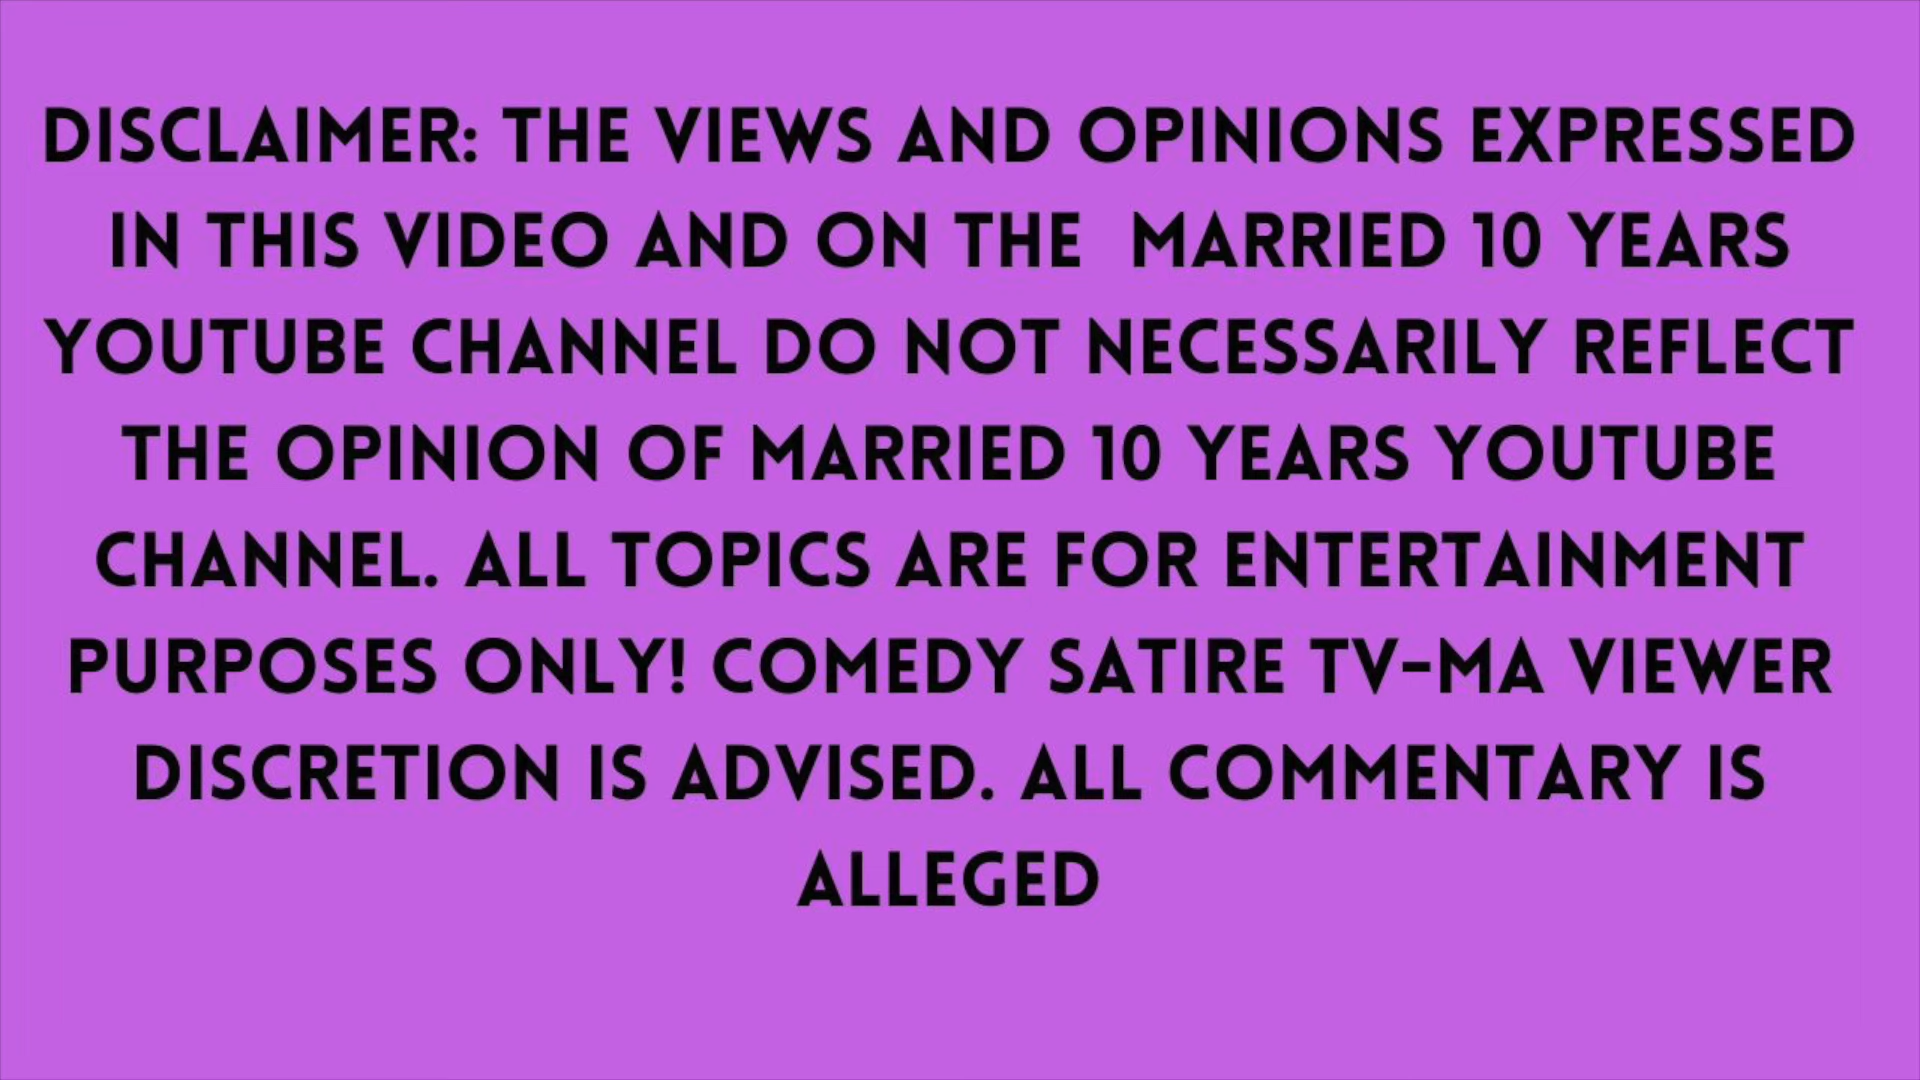 DISCLAIMER: THE VIEWS AND OPINIONS EXPRESSED
IN THIS VIDEO AND ON THE  MARRIED 10 YEARS
YOUTUBE CHANNEL DO NOT NECESSARILY REFLECT
THE OPINION OF MARRIED 10 YEARS YOUTUBE
CHANNEL. ALL TOPICS ARE FOR ENTERTAINMENT
PURPOSES ONLY! COMEDY SATIRE TV-MA VIEWER
DISCRETION IS ADVISED. ALL COMMENTARY IS
ALLEGED